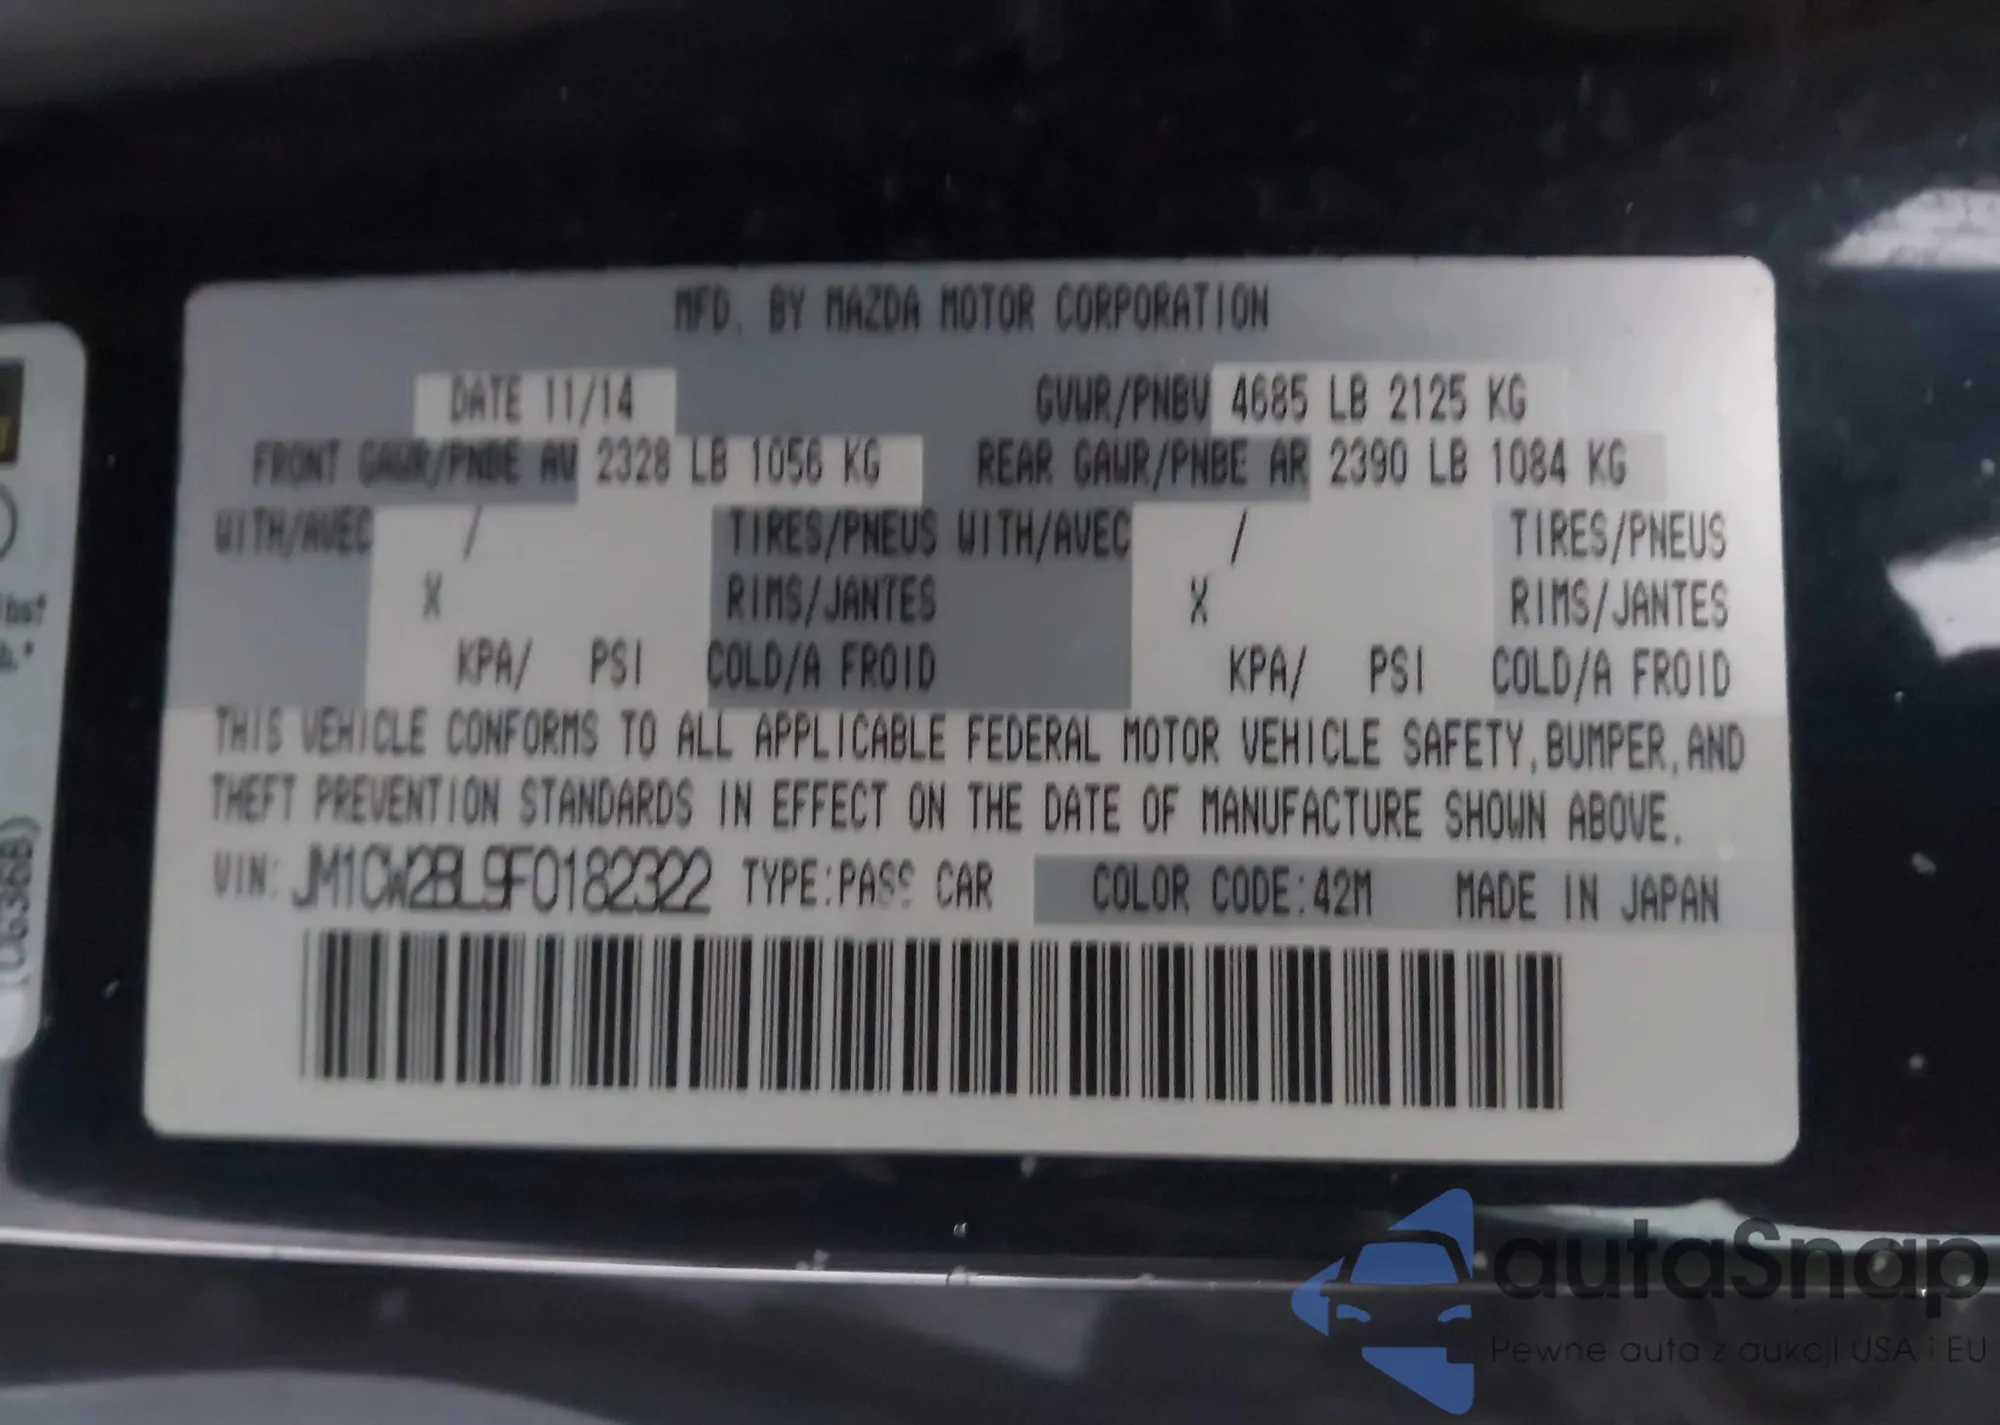 MFD. BY MAZDA MOTOR CORPORATION
DATE 11/14 GVWR/PNBV 4685 LB 2125 KG
FRONT GAWR/PNBE AV 2328 LB 1056 KG REAR GAWR/PNBE AR 2390 LB 1084 KG
WITH/AVEC / TIRES/PNEUS WITH/AVEC / TIRES/PNEUS
X RIMS/JANTES X RIMS/JANTES
KPA/ PSI COLD/A FROID KPA/ PSI COLD/A FROID
THIS VEHICLE CONFORMS TO ALL APPLICABLE FEDERAL MOTOR VEHICLE SAFETY, BUMPER, AND
THEFT PREVENTION STANDARDS IN EFFECT ON THE DATE OF MANUFACTURE SHOWN ABOVE.
VIN: JM1CW2BL9F0182322 TYPE: PASS CAR COLOR CODE: 42M MADE IN JAPAN
autaSnap
Pewne auta z aukcji USA i EU